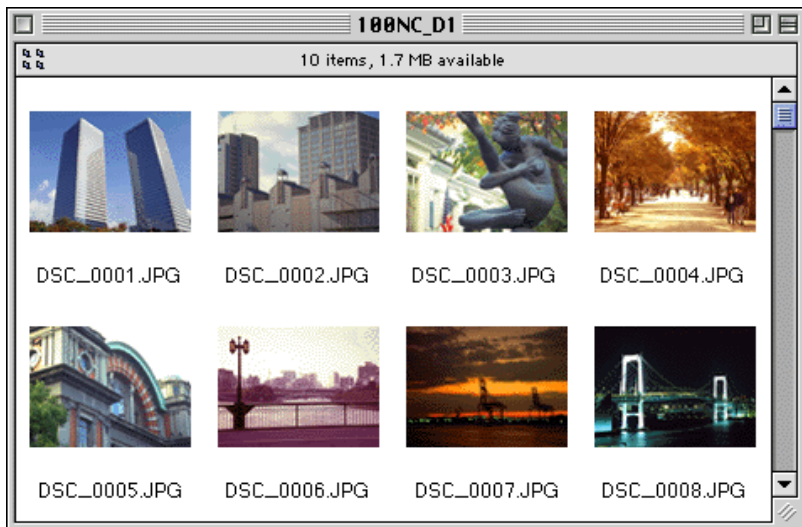 100NC_D1
10 items, 1.7 MB available
DSC_0001.JPG DSC_0002.JPG DSC_0003.JPG DSC_0004.JPG
DSC_0005.JPG DSC_0006.JPG DSC_0007.JPG DSC_0008.JPG